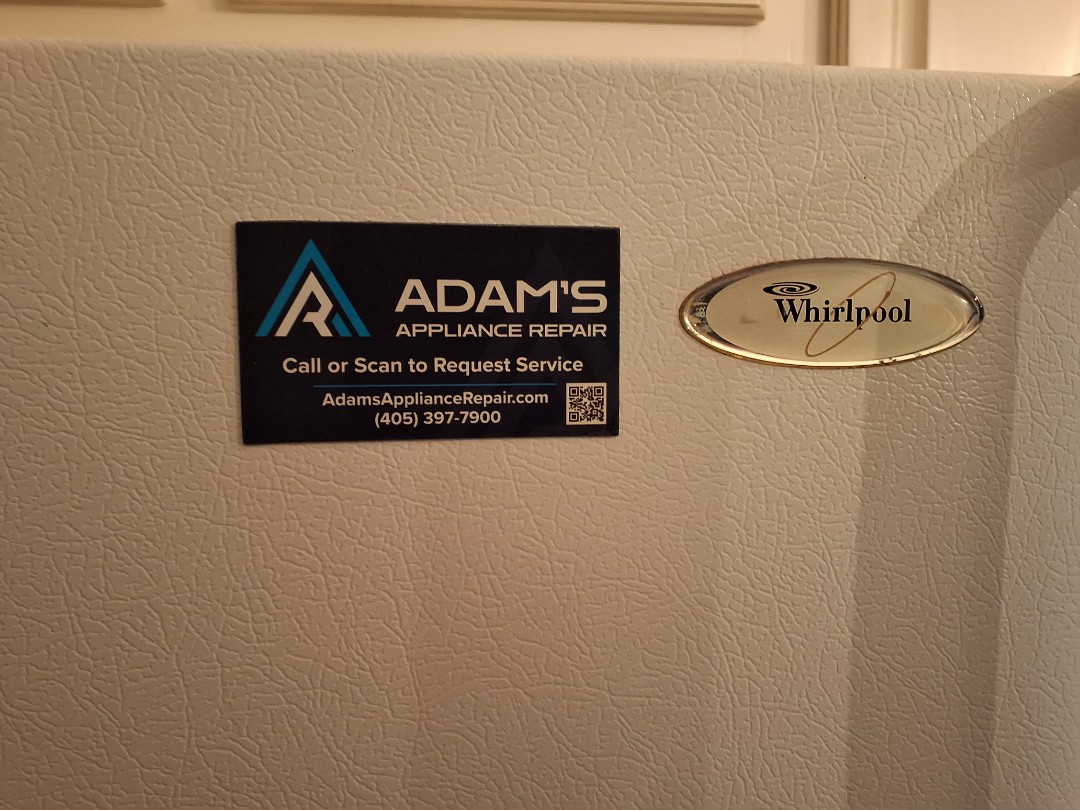 ADAM'S
APPLIANCE REPAIR
Call or Scan to Request Service
AdamsApplianceRepair.com
(405) 397-7900
Whirlpool